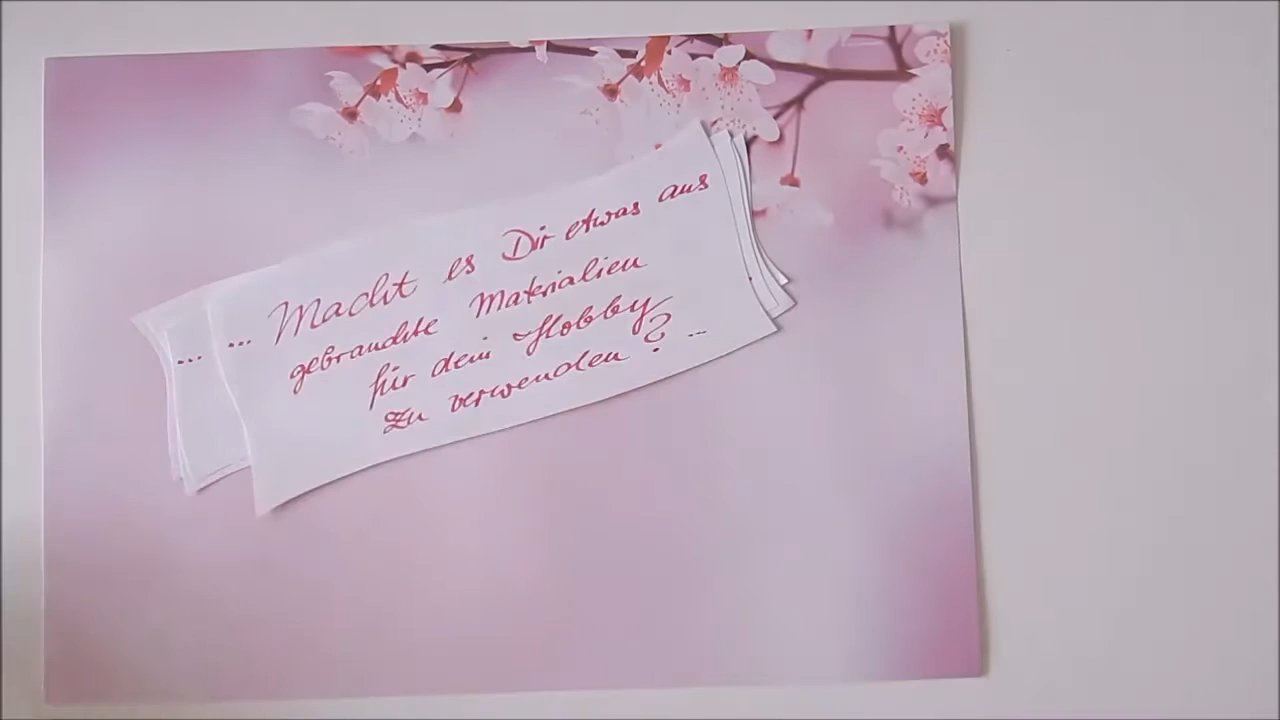 ... Macht es Dir etwas aus
gebrauchte Materialien
für dein Hobby
zu verwenden? ...
...